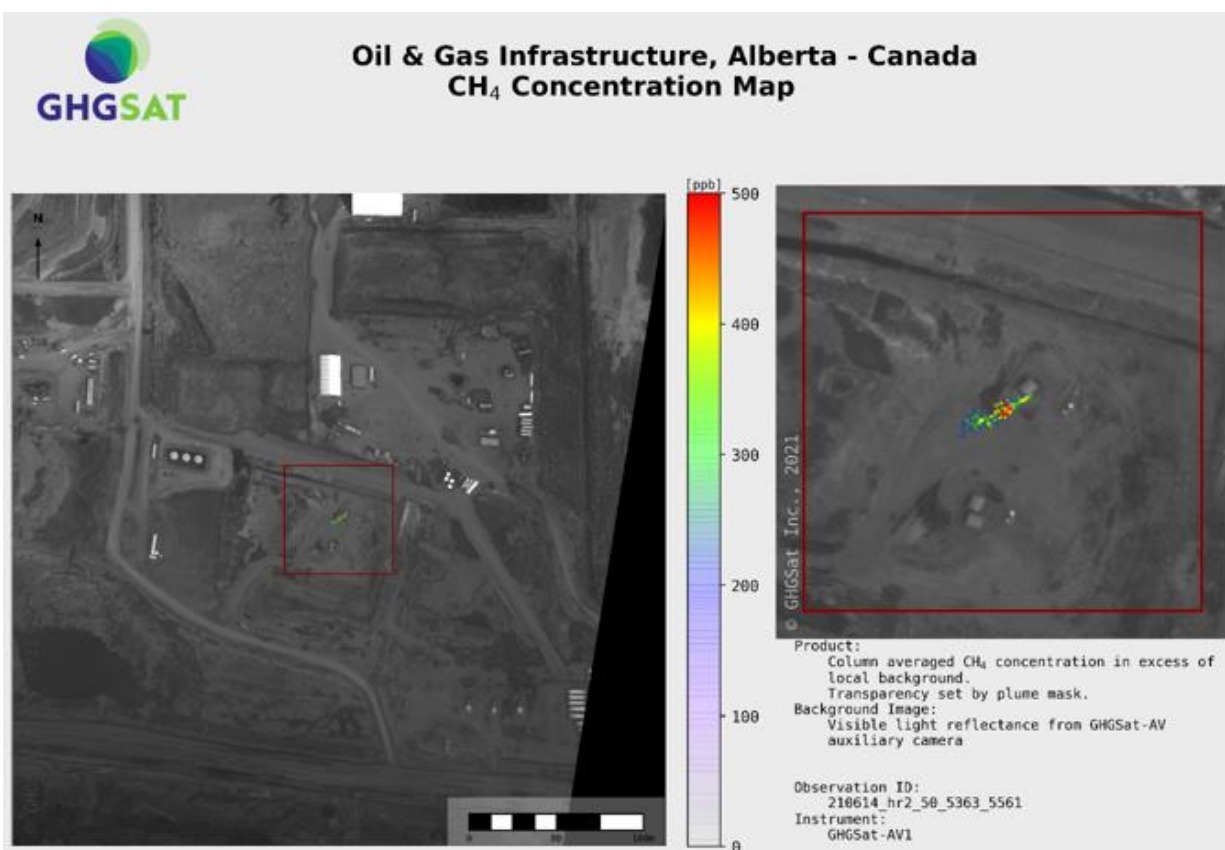 GHGSAT
Oil & Gas Infrastructure, Alberta - Canada
CH₄ Concentration Map
N
[ppb]
500
400
300
200
100
0
© GHGSat Inc., 2021
Product:
Column averaged CH₄ concentration in excess of
local background.
Transparency set by plume mask.
Background Image:
Visible light reflectance from GHGSat-AV
auxiliary camera
Observation ID:
210614_hr2_50_5363_5561
Instrument:
GHGSat-AV1